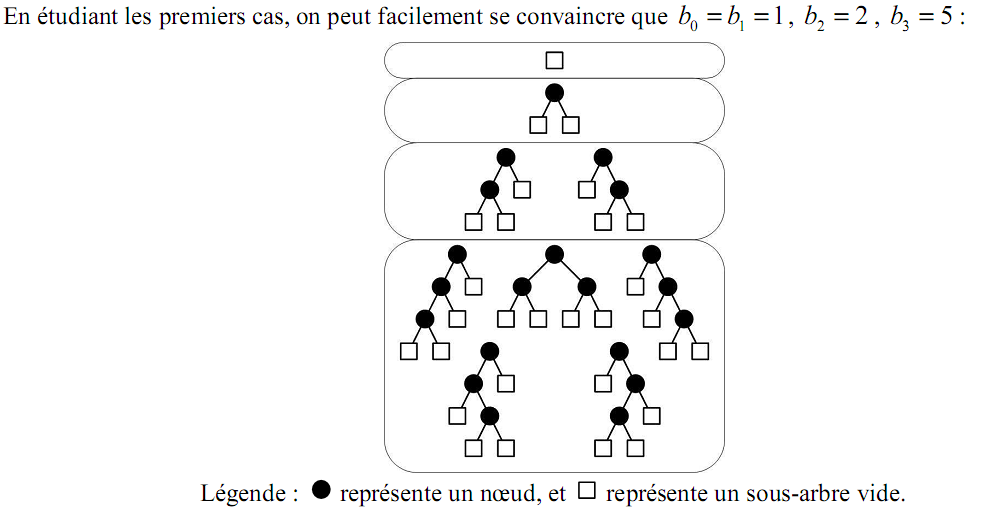 En étudiant les premiers cas, on peut facilement se convaincre que b₀ = b₁ = 1, b₂ = 2, b₃ = 5 :
Légende : ● représente un nœud, et □ représente un sous-arbre vide.